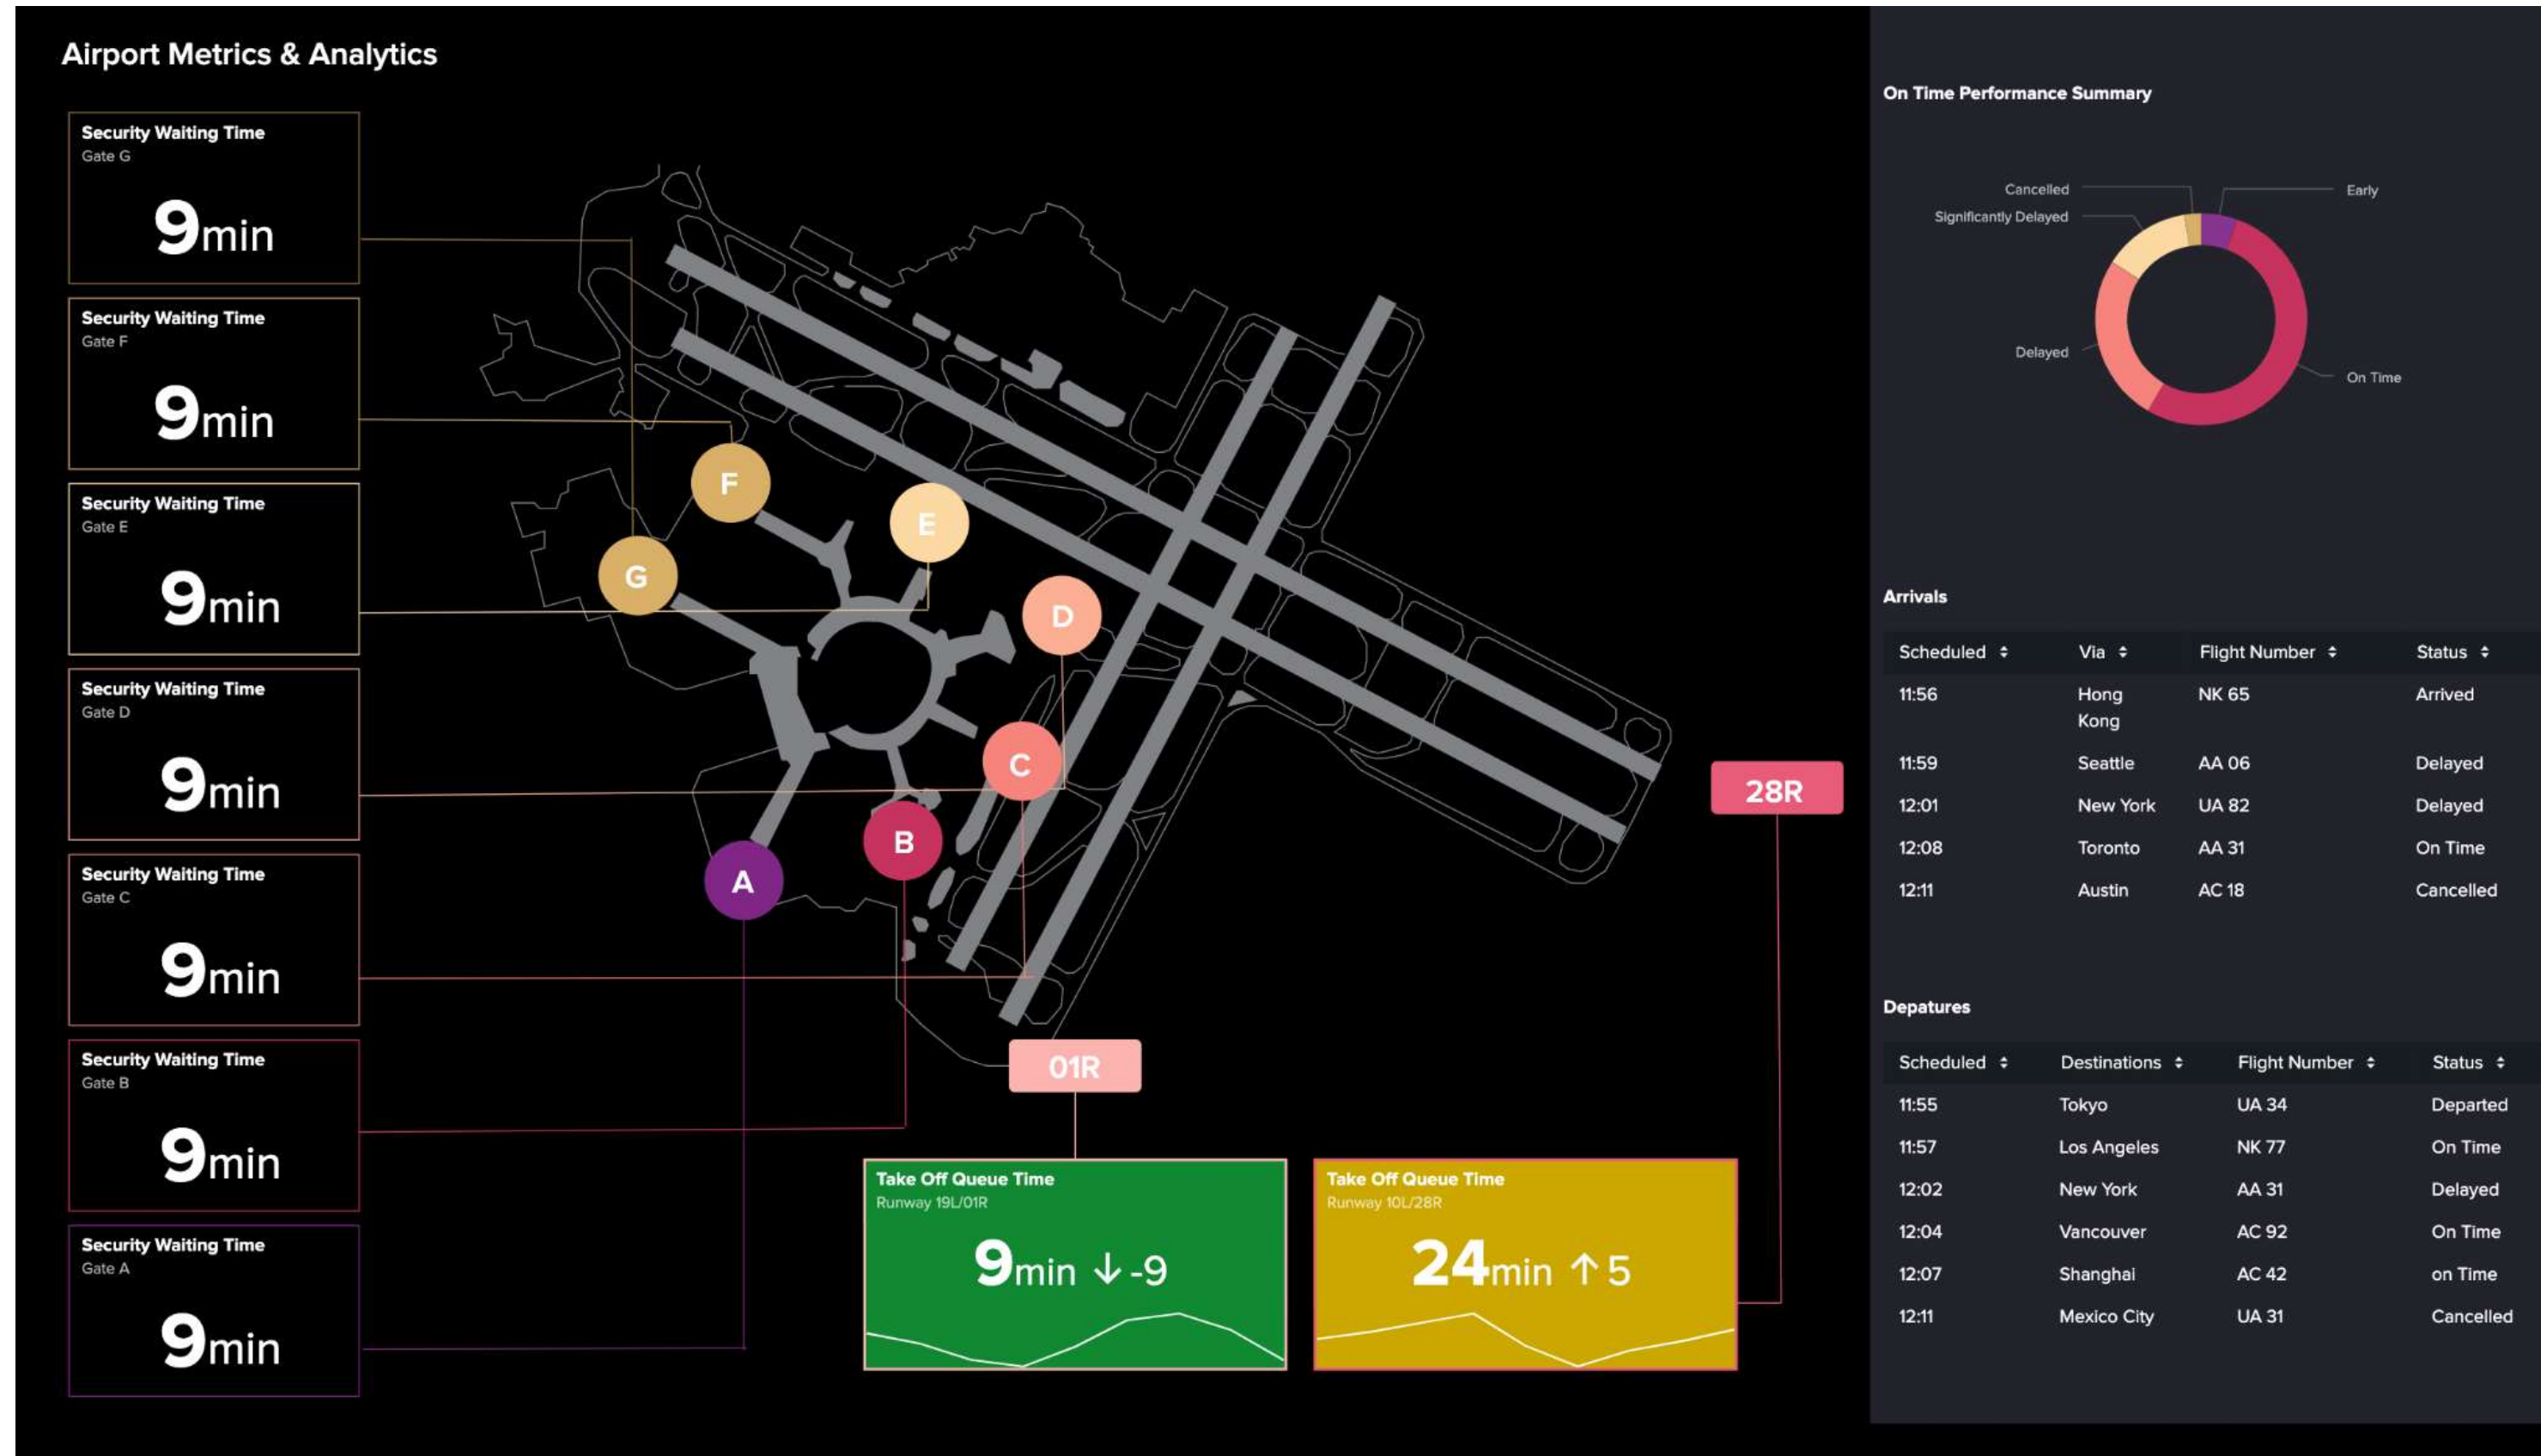 Airport Metrics & Analytics
Security Waiting Time
Gate G
9min
Security Waiting Time
Gate F
9min
Security Waiting Time
Gate E
9min
Security Waiting Time
Gate D
9min
Security Waiting Time
Gate C
9min
Security Waiting Time
Gate B
9min
Security Waiting Time
Gate A
9min
F
E
G
D
C
B
A
28R
01R
Take Off Queue Time
Runway 19L/01R
9min ↓ -9
Take Off Queue Time
Runway 10L/28R
24min ↑ 5
On Time Performance Summary
Cancelled
Early
Significantly Delayed
Delayed
On Time
Arrivals
Scheduled Via Flight Number Status
11:56 Hong Kong NK 65 Arrived
11:59 Seattle AA 06 Delayed
12:01 New York UA 82 Delayed
12:08 Toronto AA 31 On Time
12:11 Austin AC 18 Cancelled
Depatures
Scheduled Destinations Flight Number Status
11:55 Tokyo UA 34 Departed
11:57 Los Angeles NK 77 On Time
12:02 New York AA 31 Delayed
12:04 Vancouver AC 92 On Time
12:07 Shanghai AC 42 on Time
12:11 Mexico City UA 31 Cancelled